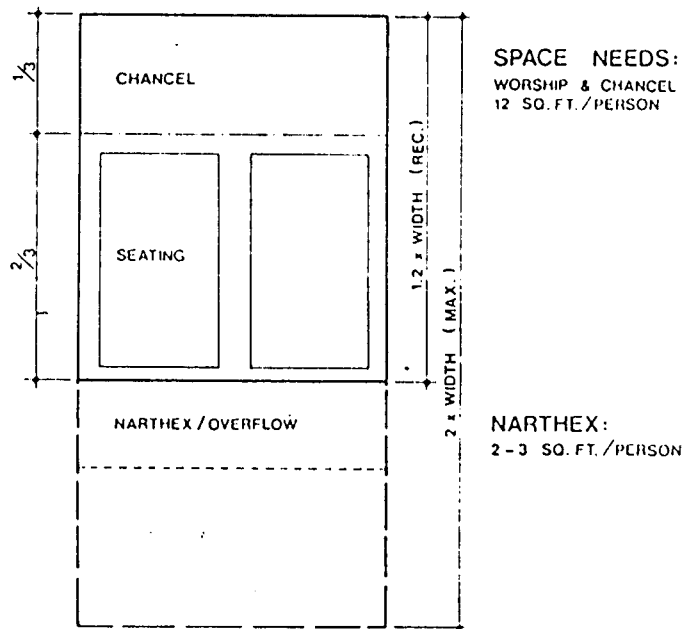 1/3
CHANCEL
2/3
SEATING
1.2 x WIDTH (REC.)
2 x WIDTH (MAX.)
NARTHEX / OVERFLOW
SPACE NEEDS:
WORSHIP & CHANCEL
12 SQ. FT. / PERSON
NARTHEX:
2-3 SQ. FT. / PERSON